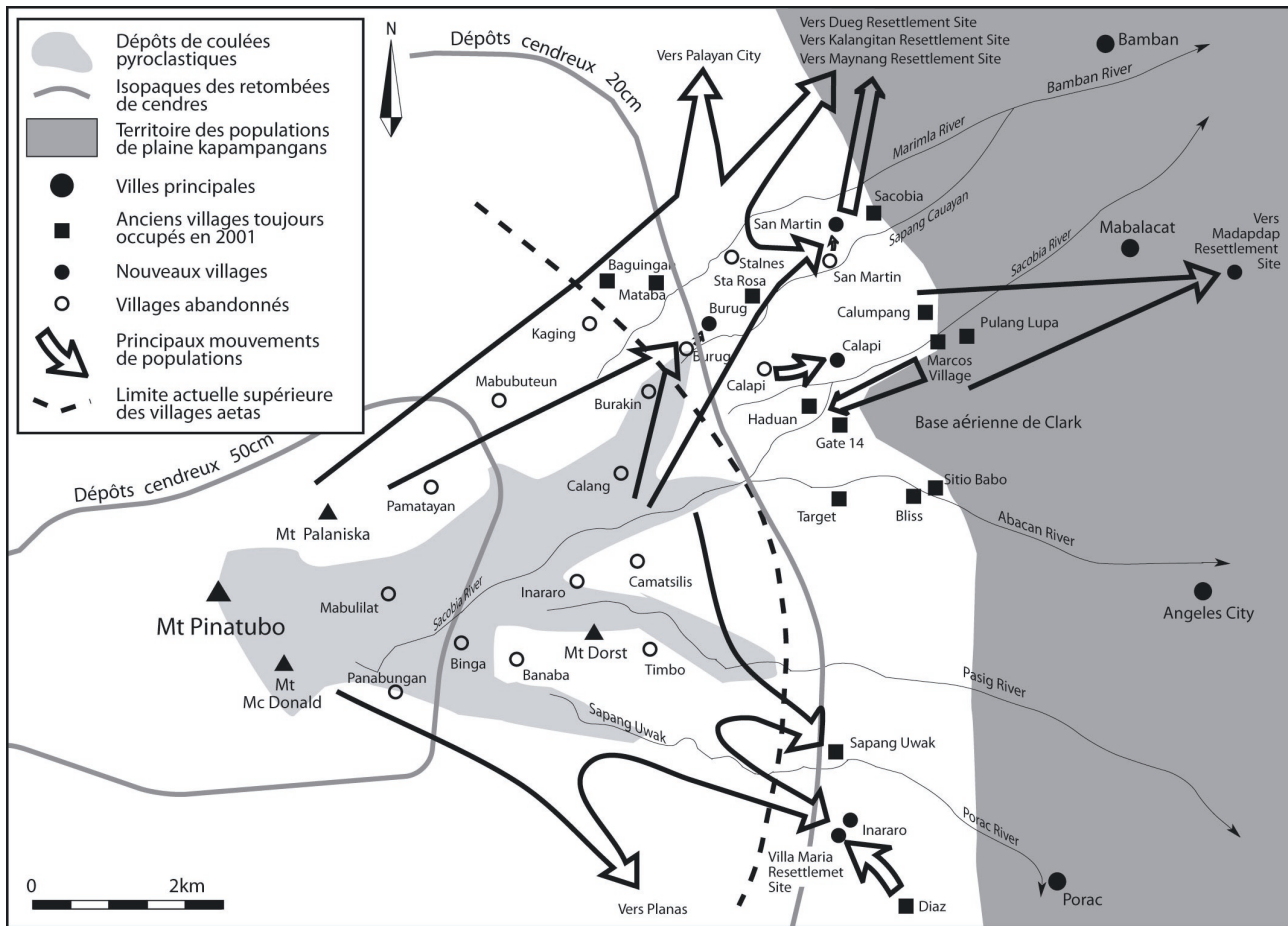 Dépôts de coulées
pyroclastiques
Isopaques des retombées
de cendres
Territoire des populations
de plaine kapampangans
Villes principales
Anciens villages toujours
occupés en 2001
Nouveaux villages
Villages abandonnés
Principaux mouvements
de populations
Limite actuelle supérieure
des villages aetas
N
Dépôts cendreux 20cm
Vers Palayan City
Vers Dueg Resettlement Site
Vers Kalangitan Resettlement Site
Vers Maynang Resettlement Site
Bamban
Bamban River
Marimla River
Sacobia
Sapang Cauayan
San Martin
Sacobia River
Mabalacat
Vers
Madapdap
Resettlement
Site
Stalnes
San Martin
Baguingan
Mataba
Sta Rosa
Burug
Calumpang
Pulang Lupa
Kaging
Burug
Calapi
Marcos
Village
Mabubuteun
Burakin
Calapi
Haduan
Gate 14
Base aérienne de Clark
Dépôts cendreux 50cm
Calang
Pamatayan
Sitio Babo
Target
Bliss
Abacan River
Mt Palaniska
Camatsilis
Inararo
Sacobia River
Mabulilat
Angeles City
Mt Pinatubo
Mt Dorst
Binga
Banaba
Timbo
Mt
Mc Donald
Panabungan
Pasig River
Sapang Uwak
Sapang Uwak
Porac River
Inararo
Villa Maria
Resettlemet
Site
0
2km
Vers Planas
Diaz
Porac